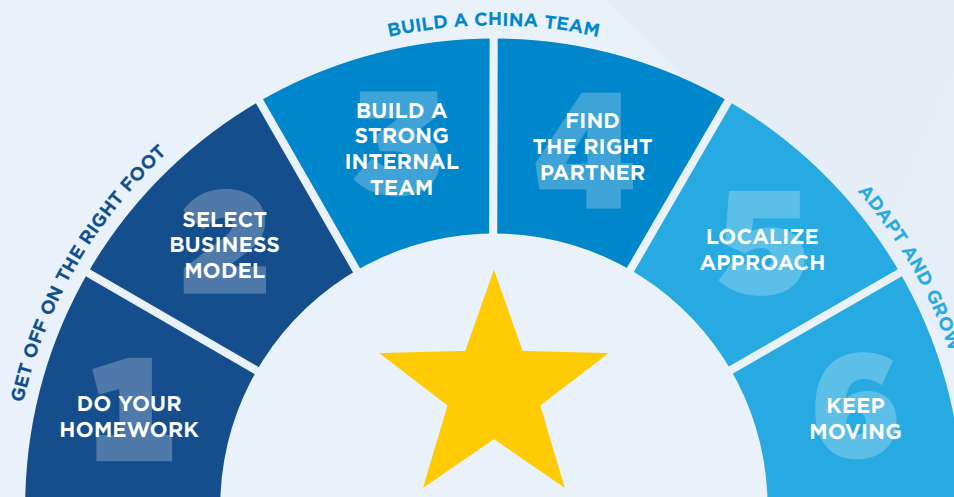 BUILD A CHINA TEAM
GET OFF ON THE RIGHT FOOT
ADAPT AND GROW
1
DO YOUR
HOMEWORK
2
SELECT
BUSINESS
MODEL
3
BUILD A
STRONG
INTERNAL
TEAM
4
FIND
THE RIGHT
PARTNER
5
LOCALIZE
APPROACH
6
KEEP
MOVING